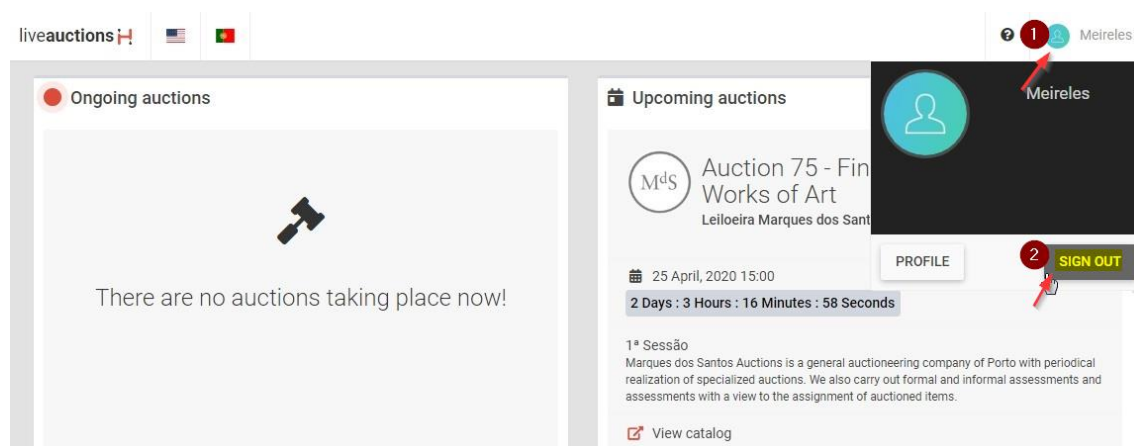 liveauctions
1
Meireles
Ongoing auctions
There are no auctions taking place now!
Upcoming auctions
MdS
Auction 75 - Fin
Works of Art
Leiloeira Marques dos Sant
25 April, 2020 15:00
2 Days : 3 Hours : 16 Minutes : 58 Seconds
1ª Sessão
Marques dos Santos Auctions is a general auctioneering company of Porto with periodical
realization of specialized auctions. We also carry out formal and informal assessments and
assessments with a view to the assignment of auctioned items.
View catalog
Meireles
PROFILE
2
SIGN OUT